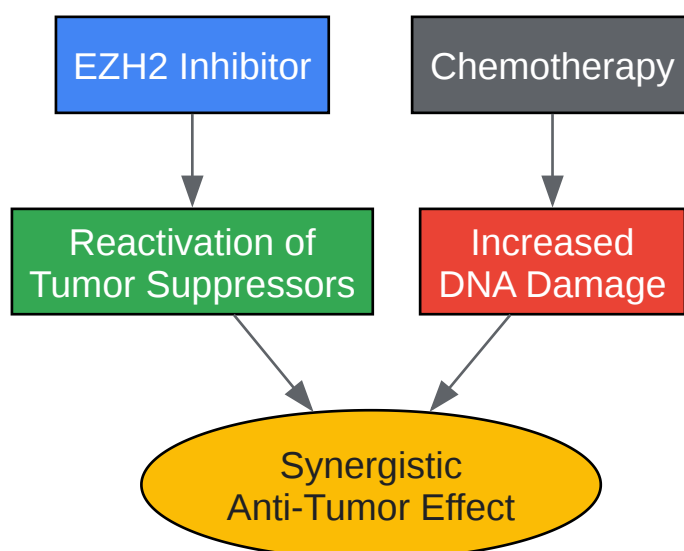 EZH2 Inhibitor
Chemotherapy
Reactivation of
Tumor Suppressors
Increased
DNA Damage
Synergistic
Anti-Tumor Effect